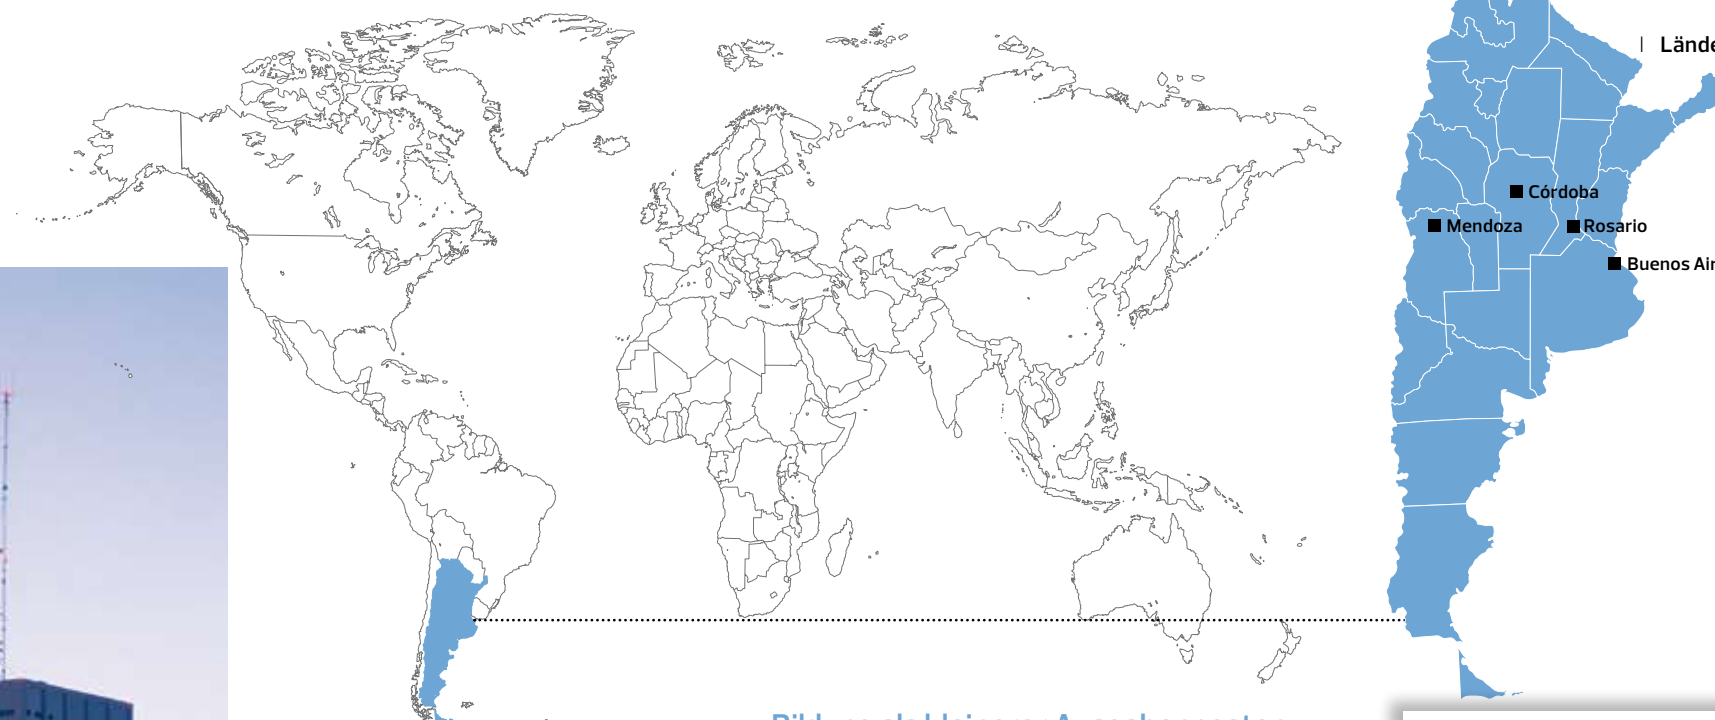 | Lände
Córdoba
Mendoza
Rosario
Buenos Air